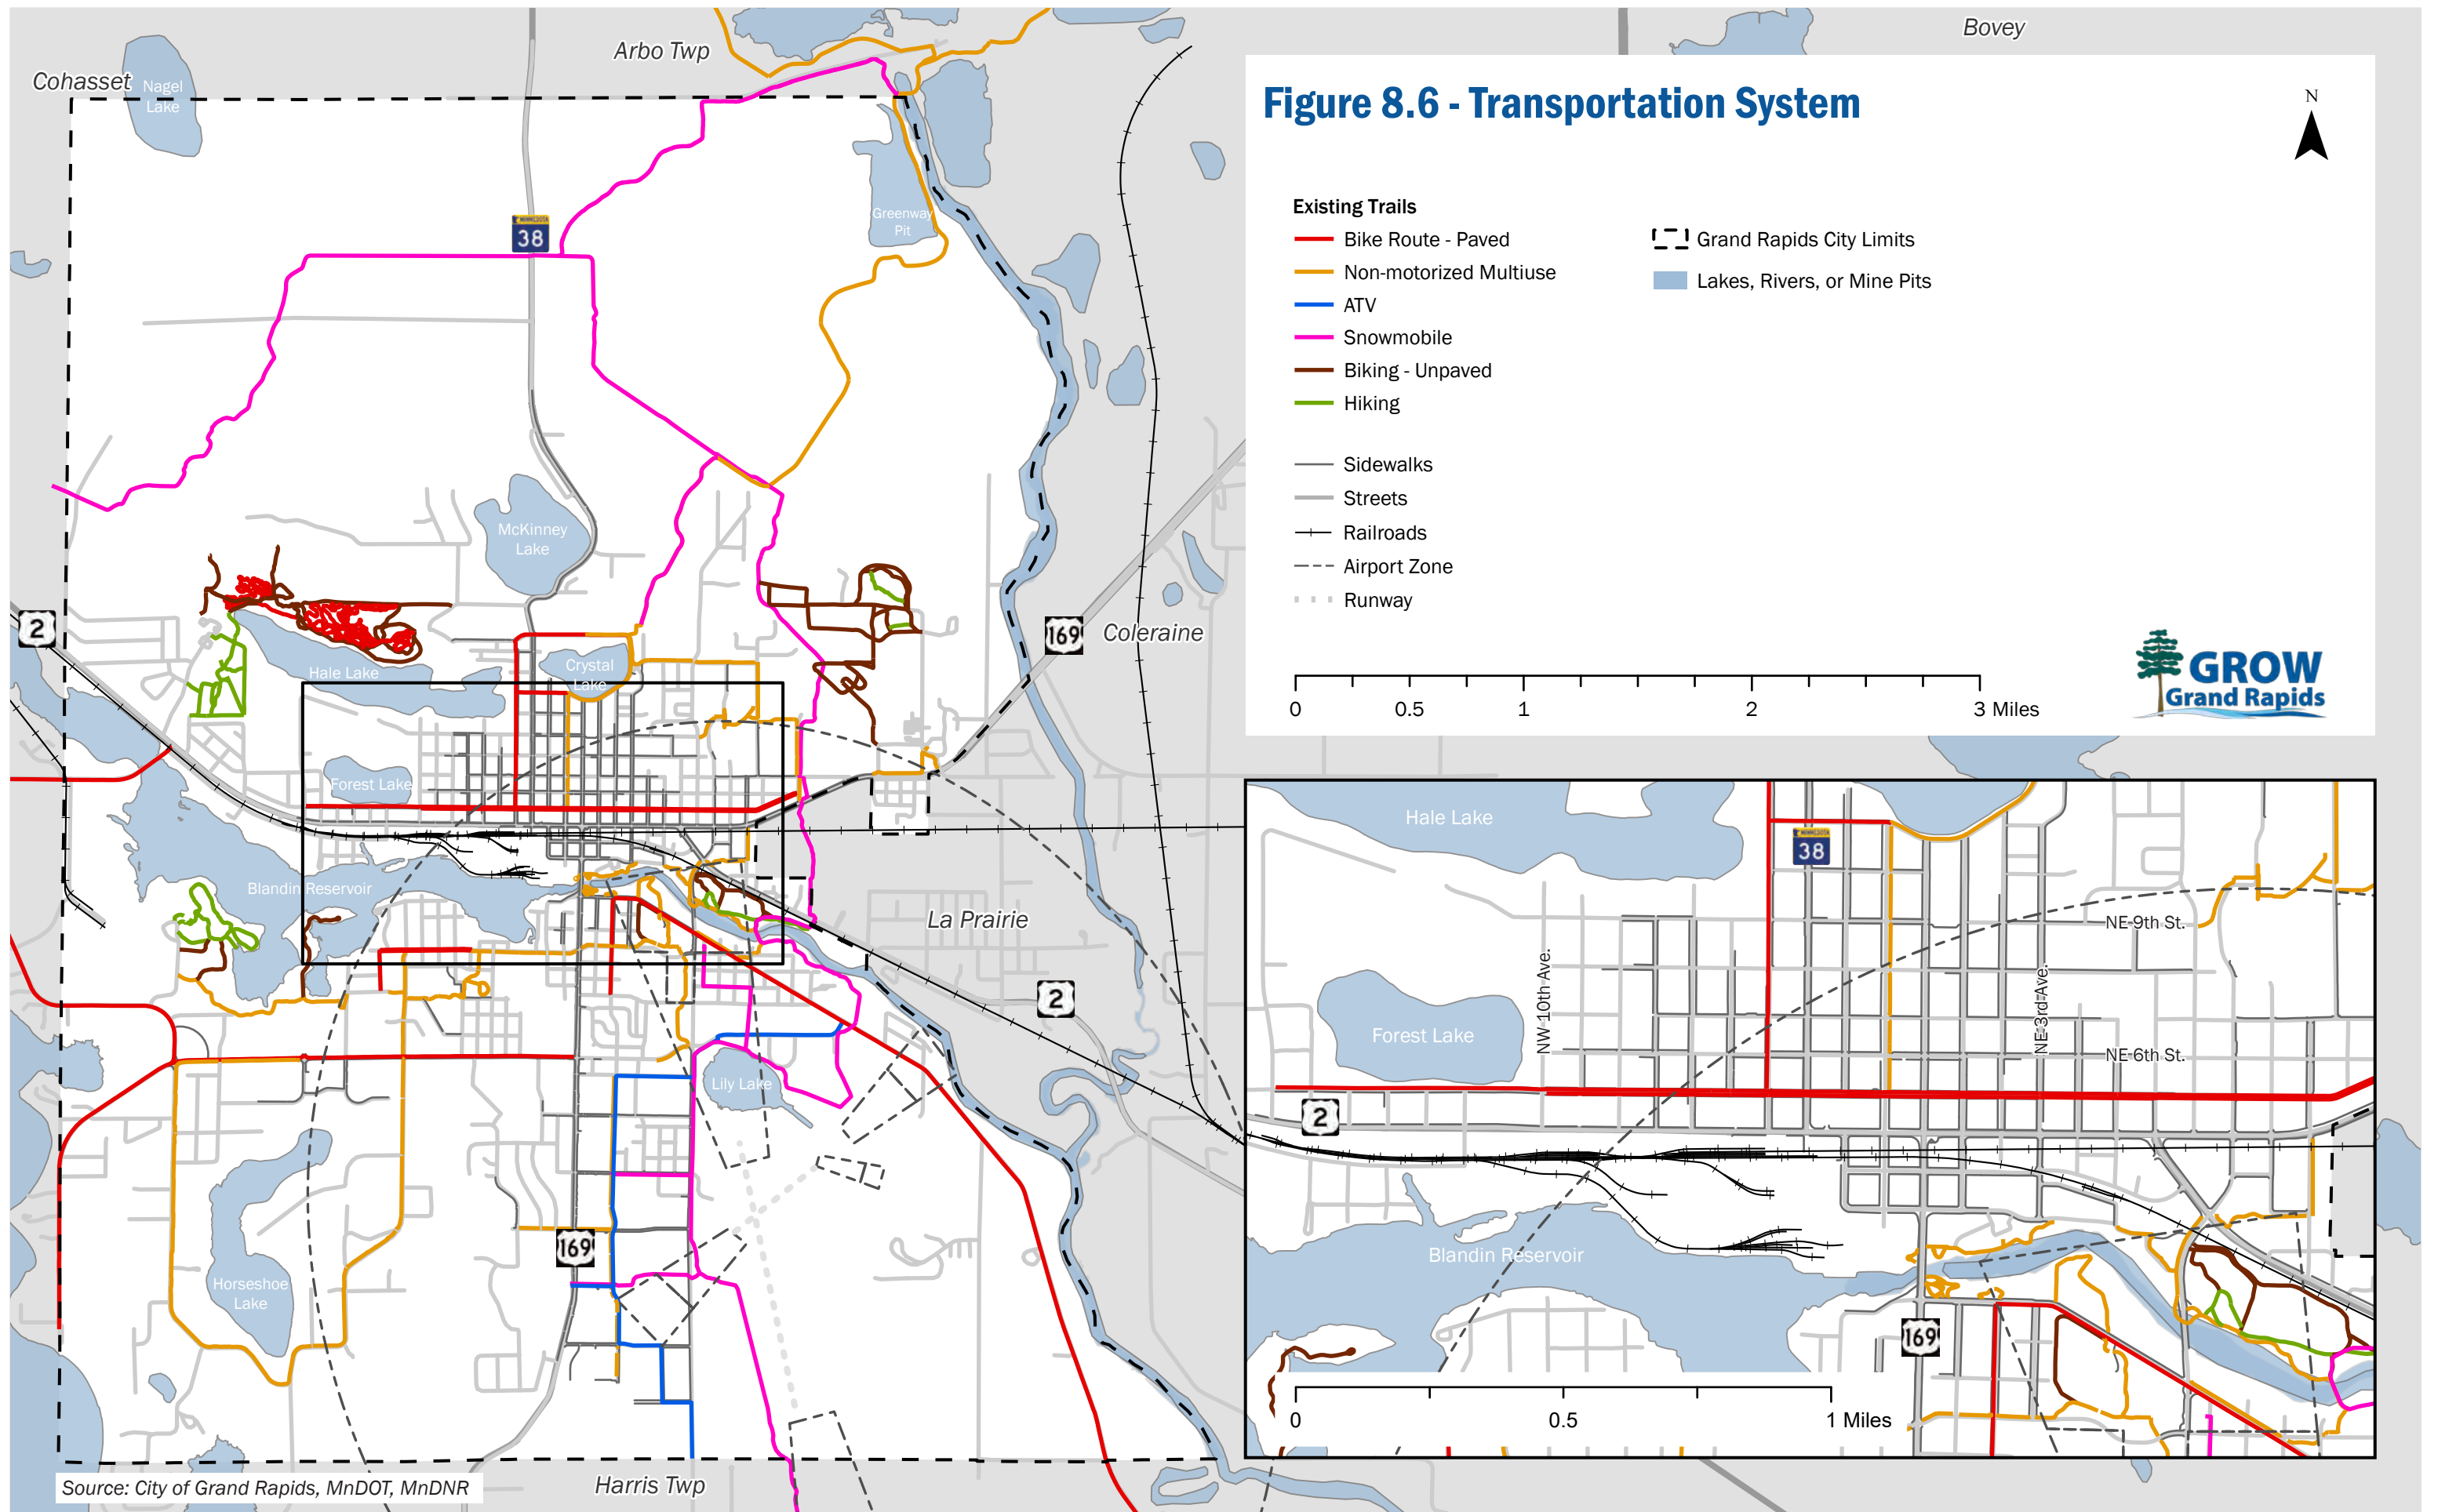 Arbo Twp
Bovey
Cohasset
Nagel
Lake
Figure 8.6 - Transportation System
N
MINNESOTA
38
Greenway
Pit
Existing Trails
Bike Route - Paved
Non-motorized Multiuse
ATV
Snowmobile
Biking - Unpaved
Hiking
Sidewalks
Streets
Railroads
Airport Zone
Runway
Grand Rapids City Limits
Lakes, Rivers, or Mine Pits
0 0.5 1 2 3 Miles
GROW
Grand Rapids
McKinney
Lake
2
169
Coleraine
Hale Lake
Crystal
Lake
Forest Lake
Blandin Reservoir
La Prairie
2
Lily Lake
169
Horseshoe
Lake
Harris Twp
Source: City of Grand Rapids, MnDOT, MnDNR
Hale Lake
MINNESOTA
38
NE 9th St.
NW 10th Ave.
NE 3rd Ave.
Forest Lake
NE 6th St.
2
Blandin Reservoir
169
0 0.5 1 Miles